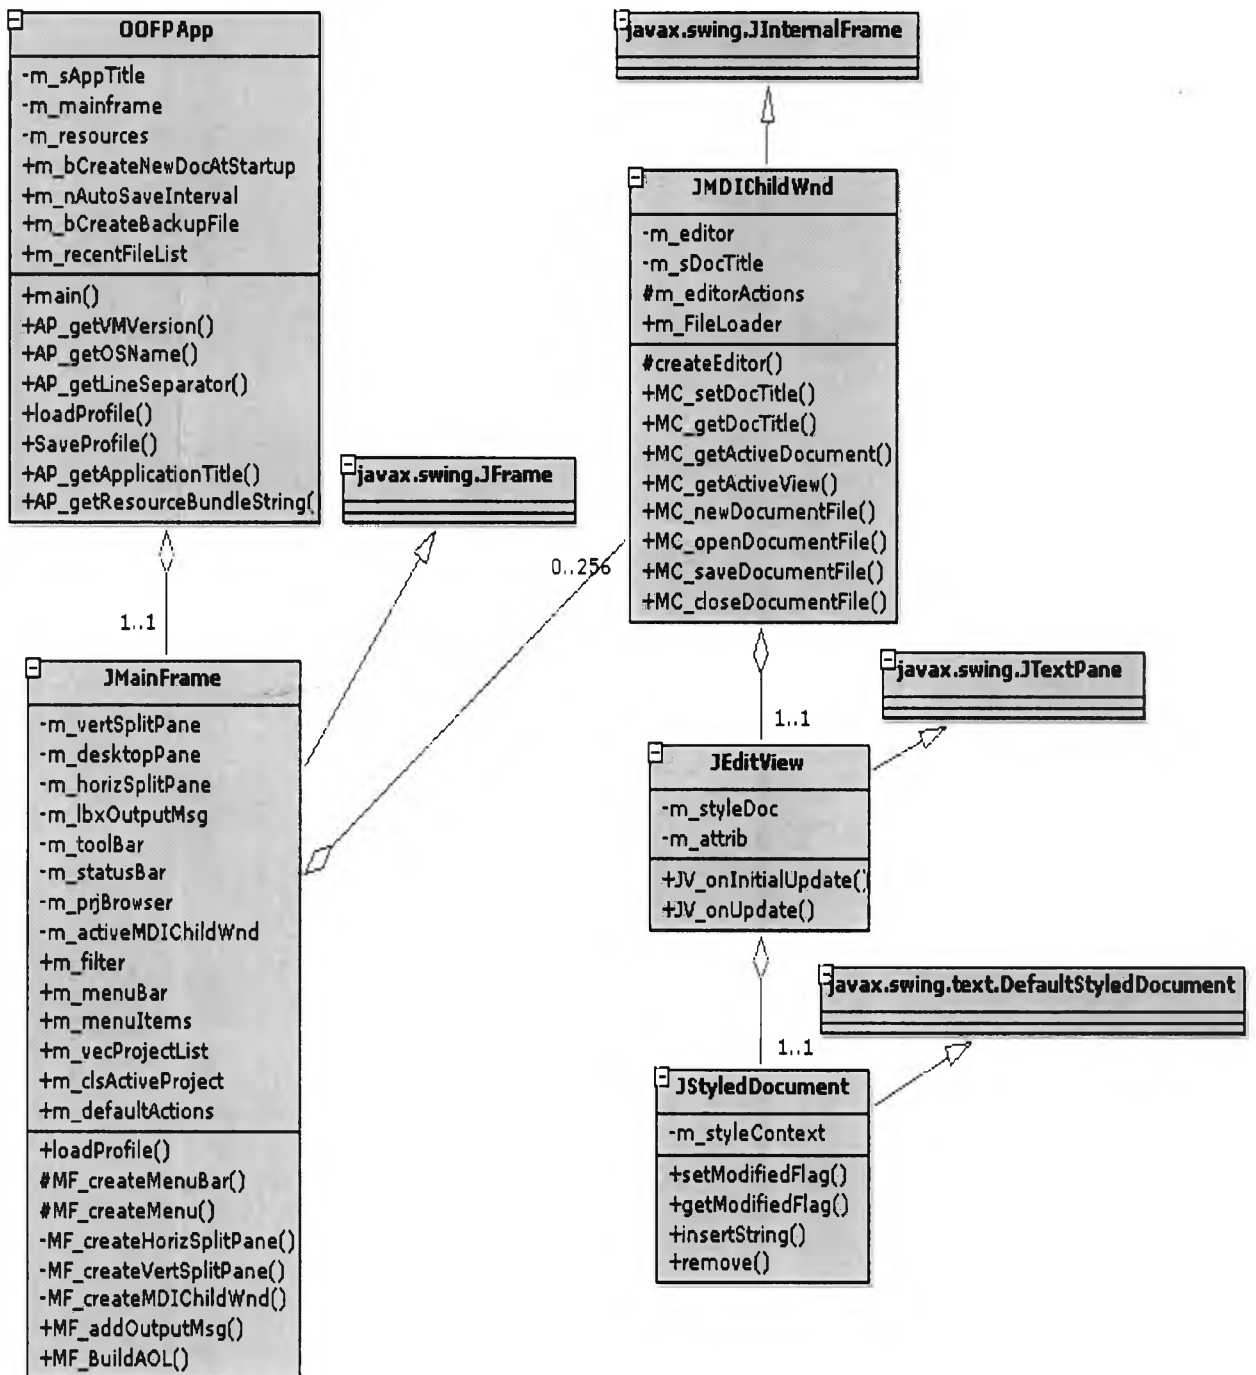 OOFPApp
-m_sAppTitle
-m_mainframe
-m_resources
+m_bCreateNewDocAtStartup
+m_nAutoSaveInterval
+m_bCreateBackupFile
+m_recentFileList
+main()
+AP_getVMVersion()
+AP_getOSName()
+AP_getLineSeparator()
+loadProfile()
+SaveProfile()
+AP_getApplicationTitle()
+AP_getResourceBundleString(
1..1
JMainFrame
-m_vertSplitPane
-m_desktopPane
-m_horizSplitPane
-m_lbxOutputMsg
-m_toolBar
-m_statusBar
-m_prjBrowser
-m_activeMDIChildWnd
+m_filter
+m_menuBar
+m_menuItems
+m_vecProjectList
+m_clsActiveProject
+m_defaultActions
+loadProfile()
#MF_createMenuBar()
#MF_createMenu()
-MF_createHorizSplitPane()
-MF_createVertSplitPane()
-MF_createMDIChildWnd()
+MF_addOutputMsg()
+MF_BuildAOL()
javax.swing.JFrame
0..256
javax.swing.JInternalFrame
JMDIChildWnd
-m_editor
-m_sDocTitle
#m_editorActions
+m_FileLoader
#createEditor()
+MC_setDocTitle()
+MC_getDocTitle()
+MC_getActiveDocument()
+MC_getActiveView()
+MC_newDocumentFile()
+MC_openDocumentFile()
+MC_saveDocumentFile()
+MC_closeDocumentFile()
1..1
javax.swing.JTextPane
JEditView
-m_styleDoc
-m_attrib
+JV_onInitialUpdate()
+JV_onUpdate()
1..1
javax.swing.text.DefaultStyledDocument
JStyledDocument
-m_styleContext
+setModifiedFlag()
+getModifiedFlag()
+insertString()
+remove()